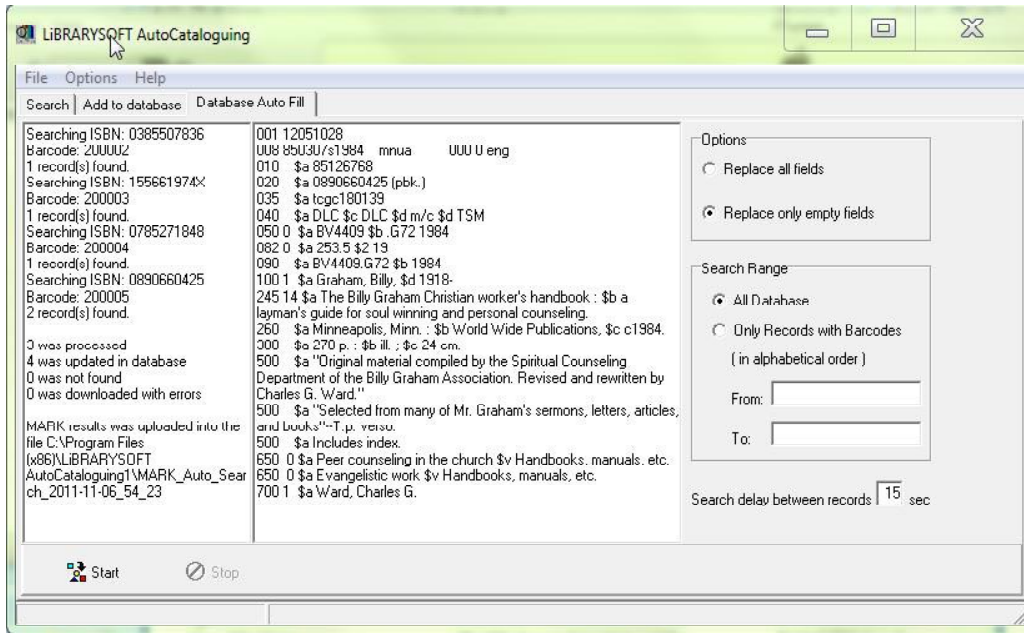 LiBRARYSOFT AutoCataloguing
File Options Help
Search Add to database Database Auto Fill
Searching ISBN: 0385507836
Barcode: 200002
1 record(s) found.
Searching ISBN: 155661974X
Barcode: 200003
1 record(s) found.
Searching ISBN: 0785271848
Barcode: 200004
1 record(s) found.
Searching ISBN: 0890660425
Barcode: 200005
2 record(s) found.
was processed
4 was updated in database
0 was not found
0 was downloaded with errors
MARK results was uploaded into the
file C:\Program Files
(x86)\LiBRARYSOFT
AutoCataloguing1\MARK_Auto_Sear
ch_2011-11-06_54_23
001 12051028
008 850307s1984 mnua 000 0 eng
010 $a 85126768
020 $a 0890660425 (pbk.)
035 $a tcgc180139
040 $a DLC $c DLC $d m/c $d TSM
050 0 $a BV4409 $b .G72 1984
082 0 $a 253.5 $2 19
090 $a BV4409.G72 $b 1984
100 1 $a Graham, Billy, $d 1918-
245 14 $a The Billy Graham Christian worker's handbook : $b a
layman's guide for soul winning and personal counseling.
260 $a Minneapolis, Minn. : $b World Wide Publications, $c c1984.
300 $a 270 p. : $b ill. ; $c 24 cm.
500 $a "Original material compiled by the Spiritual Counseling
Department of the Billy Graham Association. Revised and rewritten by
Charles G. Ward."
500 $a "Selected from many of Mr. Graham's sermons, letters, articles,
and books"--T.p. verso.
500 $a Includes index.
650 0 $a Peer counseling in the church $v Handbooks, manuals, etc.
650 0 $a Evangelistic work $v Handbooks, manuals, etc.
700 1 $a Ward, Charles G.
Options
Replace all fields
Replace only empty fields
Search Range
All Database
Only Records with Barcodes
( in alphabetical order )
From:
To:
Search delay between records 15 sec
Start Stop